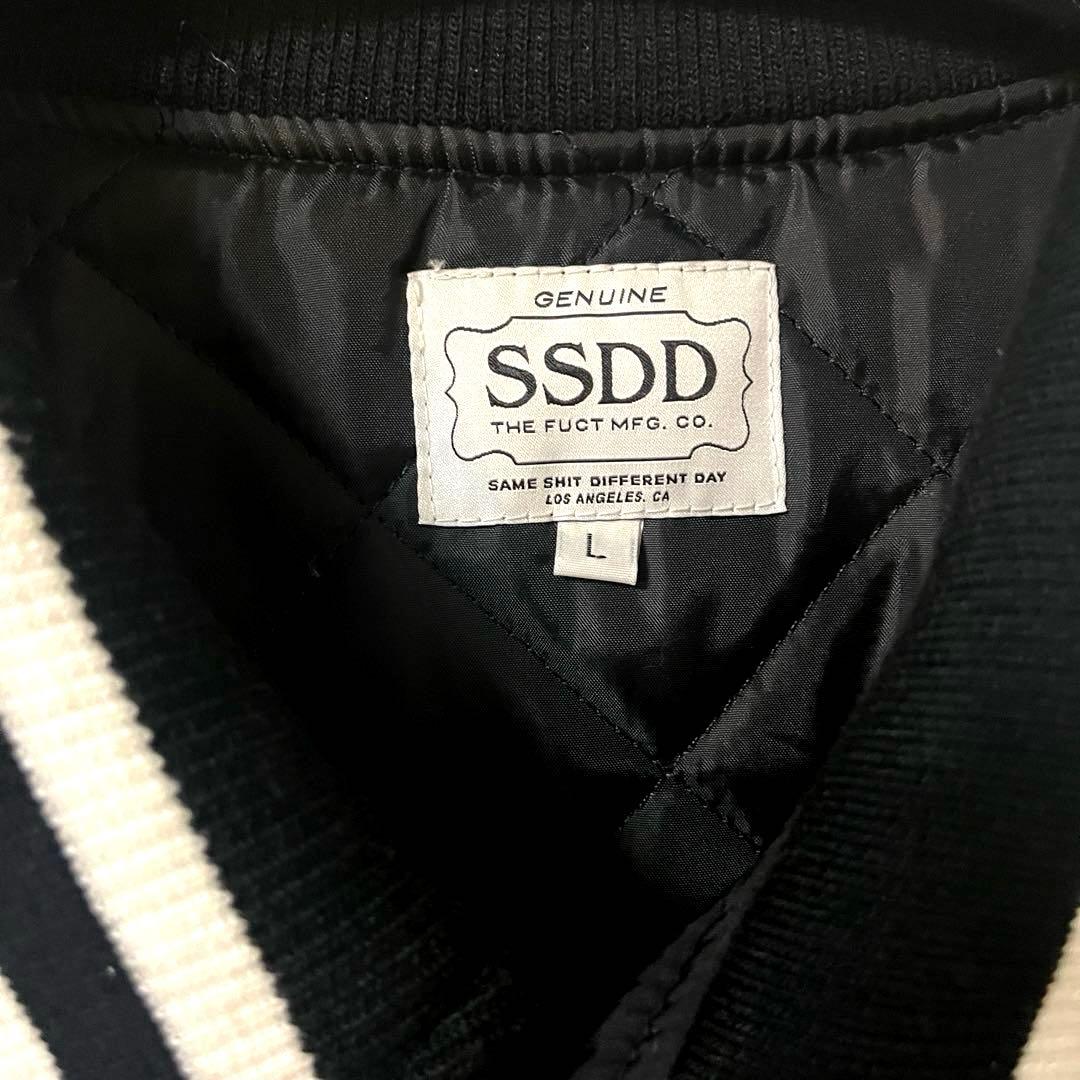 GENUINE
SSDD
THE FUCT MFG. CO.
SAME SHIT DIFFERENT DAY
LOS ANGELES. CA
L